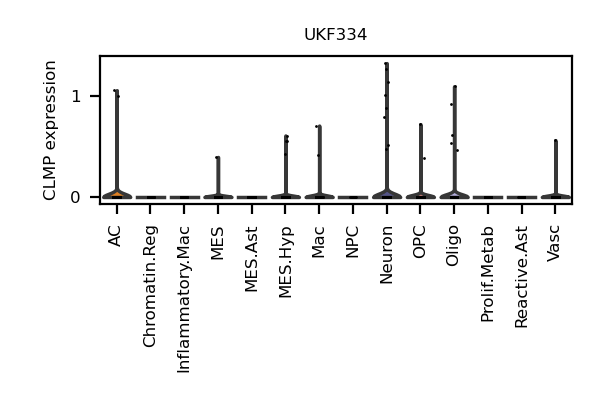 UKF334
CLMP expression
1
0
AC
Chromatin.Reg
Inflammatory.Mac
MES
MES.Ast
MES.Hyp
Mac
NPC
Neuron
OPC
Oligo
Prolif.Metab
Reactive.Ast
Vasc